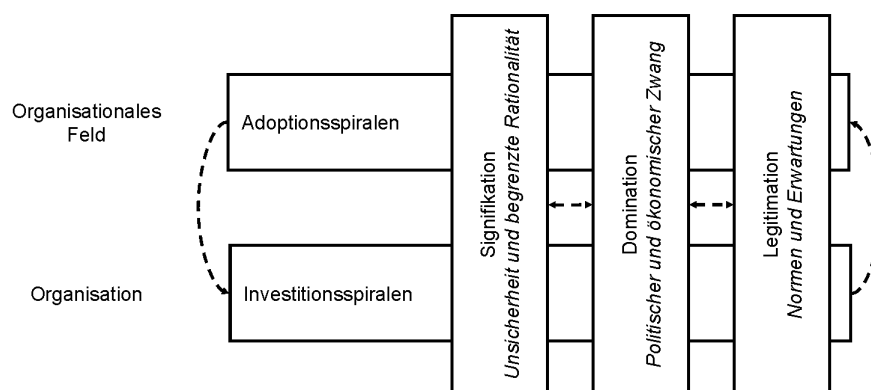 Organisationales
Feld
Adoptionsspiralen
Organisation
Investitionsspiralen
Signifikation
Unsicherheit und begrenzte Rationalität
Domination
Politischer und ökonomischer Zwang
Legitimation
Normen und Erwartungen